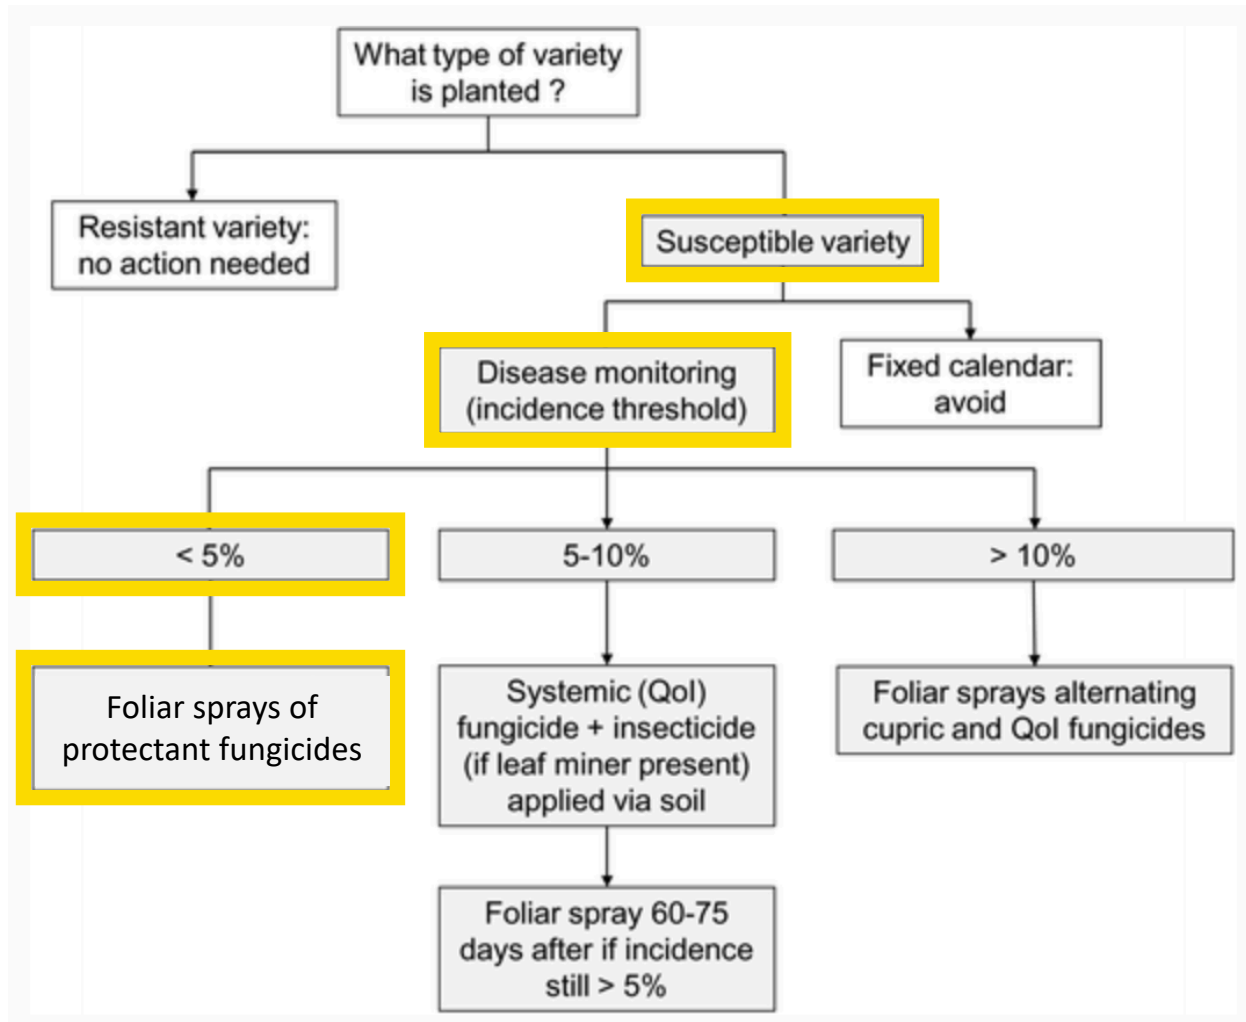 What type of variety
is planted ?
Resistant variety:
no action needed
Susceptible variety
Disease monitoring
(incidence threshold)
Fixed calendar:
avoid
< 5%
5-10%
> 10%
Foliar sprays of
protectant fungicides
Systemic (QoI)
fungicide + insecticide
(if leaf miner present)
applied via soil
Foliar sprays alternating
cupric and QoI fungicides
Foliar spray 60-75
days after if incidence
still > 5%